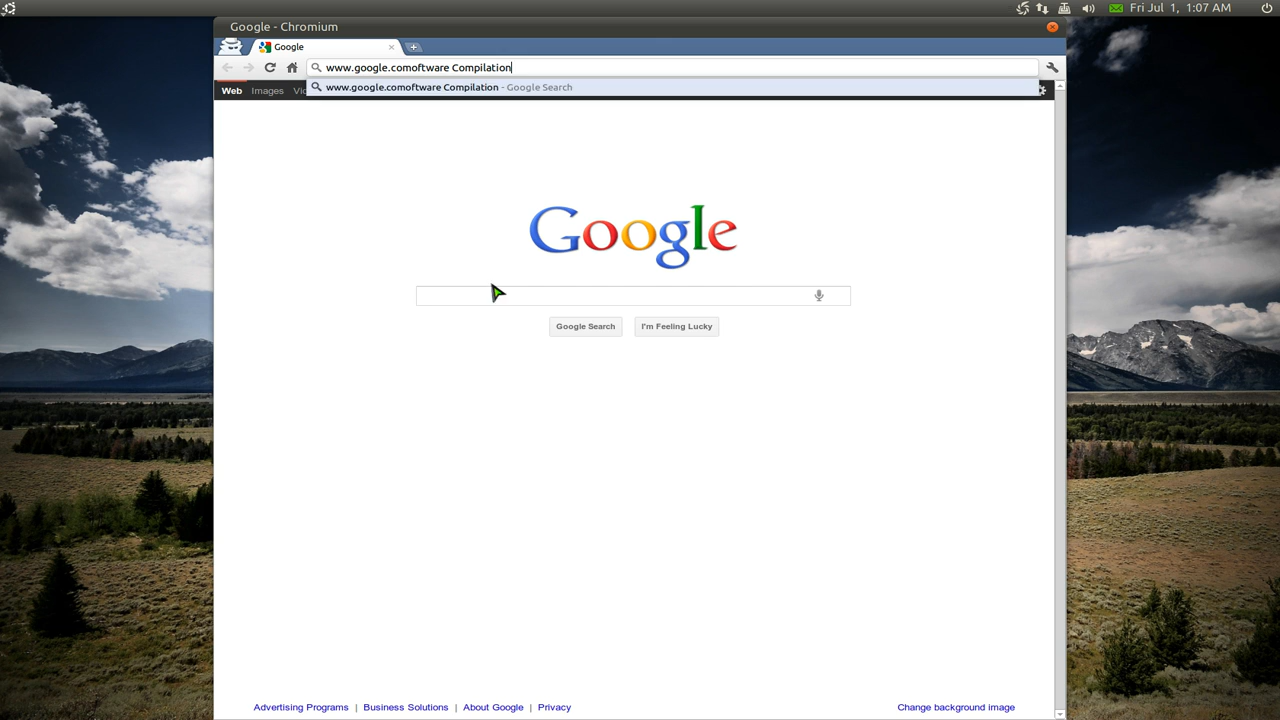 Fri Jul 1, 1:07 AM
Google - Chromium
Google
www.google.comoftware Compilation
www.google.comoftware Compilation - Google Search
Web Images
Google
Google Search I'm Feeling Lucky
Advertising Programs | Business Solutions | About Google | Privacy Change background image